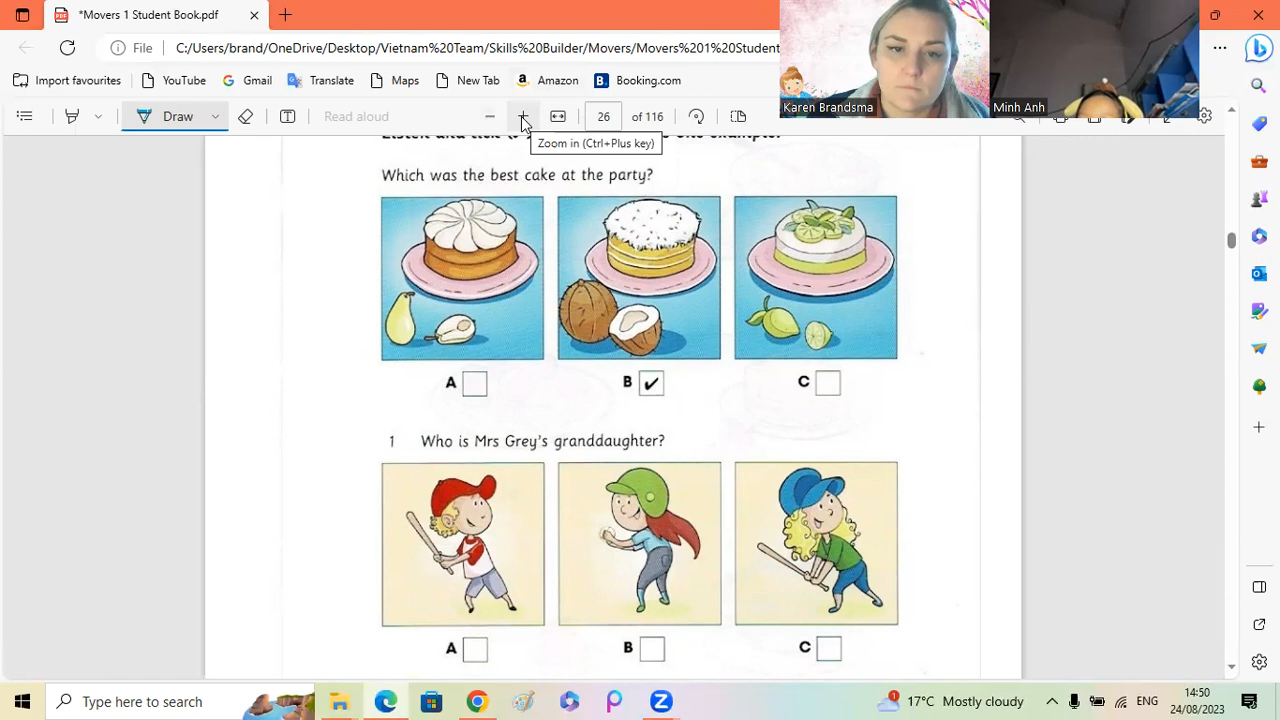 *Movers 1 Student Book.pdf
File
C:/Users/brand/OneDrive/Desktop/Vietnam%20Team/Skills%20Builder/Movers/Movers%201%20Student
Import favourites
YouTube
Gmail
Translate
Maps
New Tab
Amazon
Booking.com
Karen Brandsma
Minh Anh
Draw
Read aloud
26
of 116
Zoom in (Ctrl+Plus key)
Which was the best cake at the party?
A
B
C
1 Who is Mrs Grey's granddaughter?
A
B
C
Type here to search
1
17°C Mostly cloudy
ENG
14:50
24/08/2023